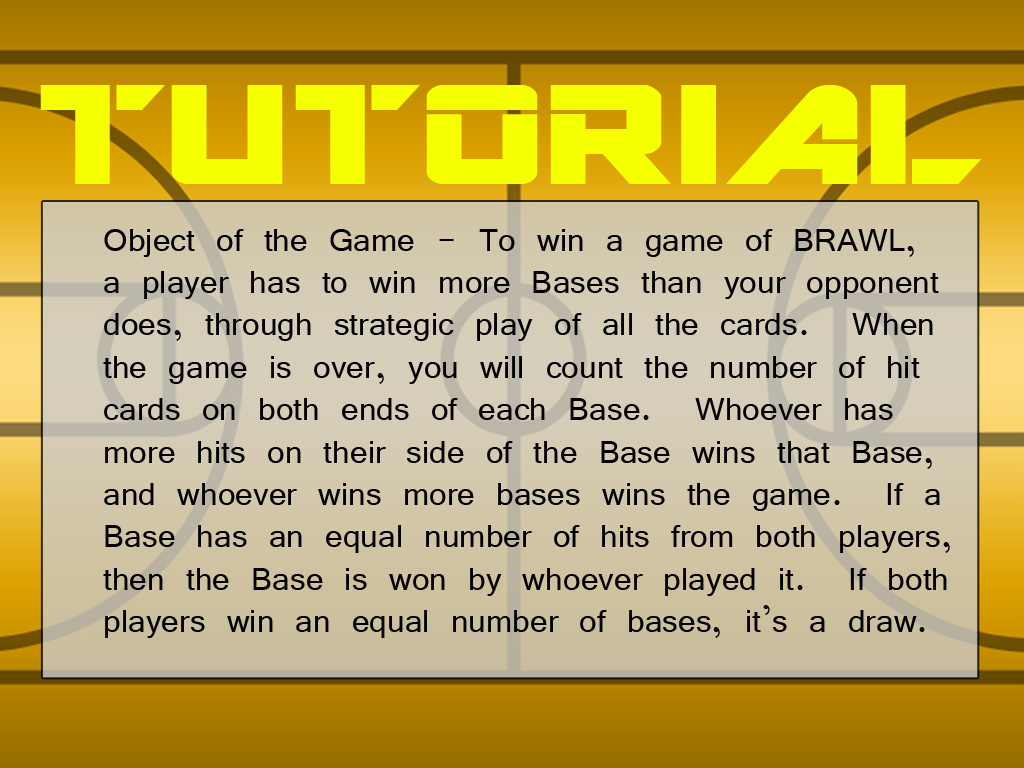 TUTORIAL
Object of the Game - To win a game of BRAWL,
a player has to win more Bases than your opponent
does, through strategic play of all the cards. When
the game is over, you will count the number of hit
cards on both ends of each Base. Whoever has
more hits on their side of the Base wins that Base,
and whoever wins more bases wins the game. If a
Base has an equal number of hits from both players,
then the Base is won by whoever played it. If both
players win an equal number of bases, it’s a draw.